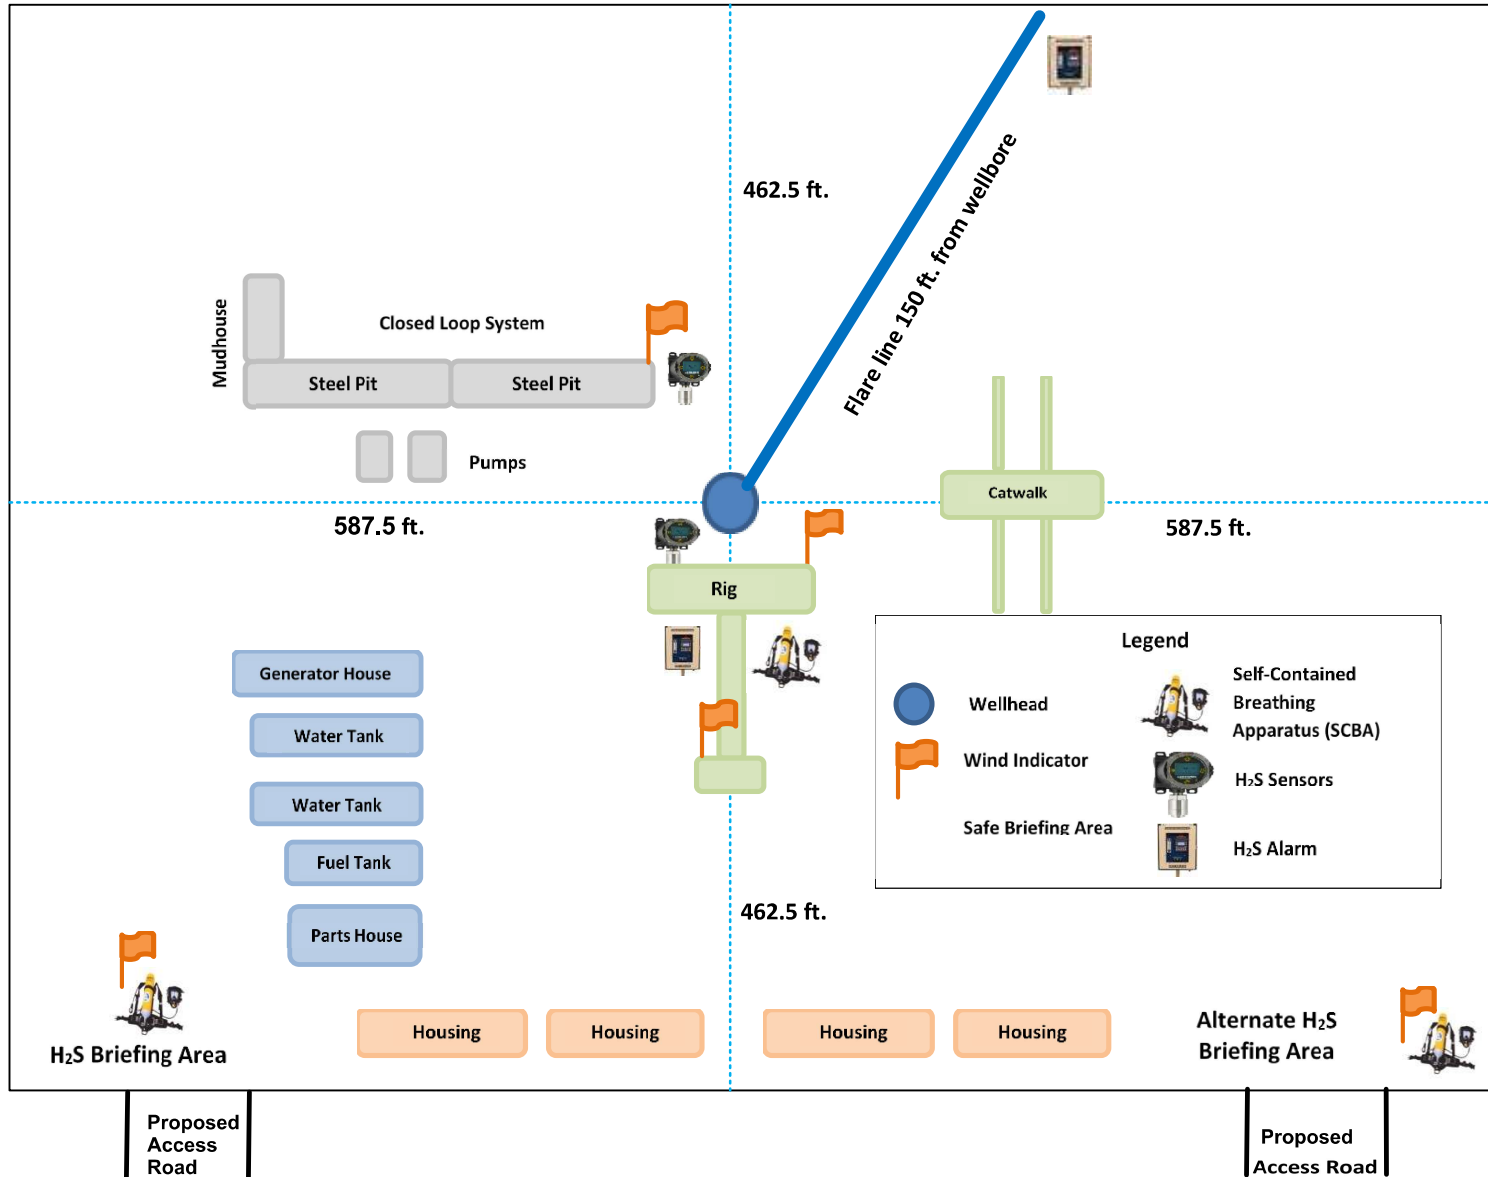 462.5 ft.
Flare line 150 ft. from wellbore
Mudhouse
Closed Loop System
Steel Pit
Steel Pit
Pumps
Catwalk
587.5 ft.
587.5 ft.
Rig
Generator House
Water Tank
Water Tank
Fuel Tank
Parts House
Legend
Wellhead
Wind Indicator
Safe Briefing Area
Self-Contained
Breathing
Apparatus (SCBA)
H₂S Sensors
H₂S Alarm
462.5 ft.
H₂S Briefing Area
Housing
Housing
Housing
Housing
Alternate H₂S
Briefing Area
Proposed
Access
Road
Proposed
Access Road